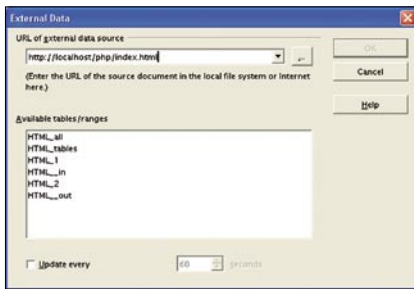 External Data
URL of external data source
http://localhost/php/index.html
...
OK
(Enter the URL of the source document in the local file system or Internet
here.)
Cancel
Help
Available tables/ranges
HTML_all
HTML_tables
HTML_1
HTML__in
HTML_2
HTML__out
Update every
60
seconds